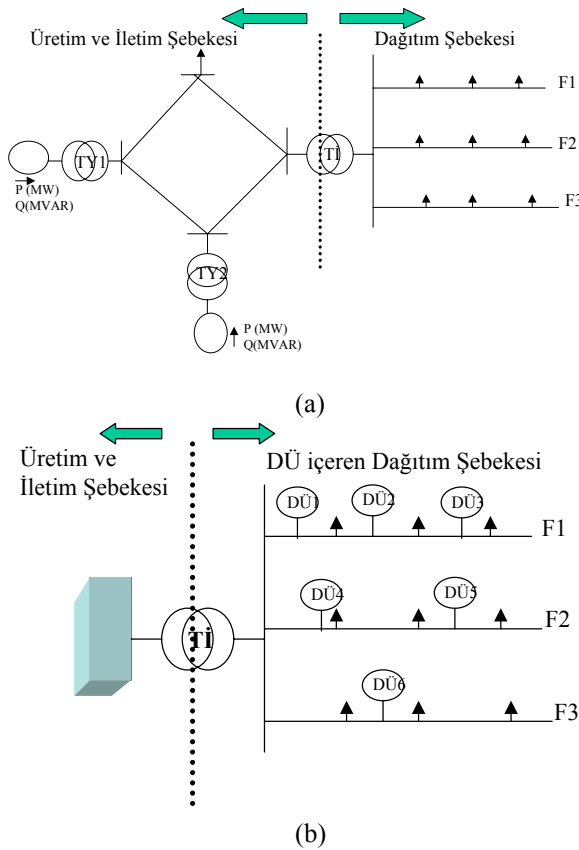 Üretim ve İletim Şebekesi
Dağıtım Şebekesi
F1
TY1
Tİ
F2
P (MW)
Q(MVAR)
F3
TY2
P (MW)
Q(MVAR)
(a)
Üretim ve
İletim Şebekesi
DÜ içeren Dağıtım Şebekesi
DÜ1
DÜ2
DÜ3
F1
DÜ4
DÜ5
Tİ
F2
DÜ6
F3
(b)